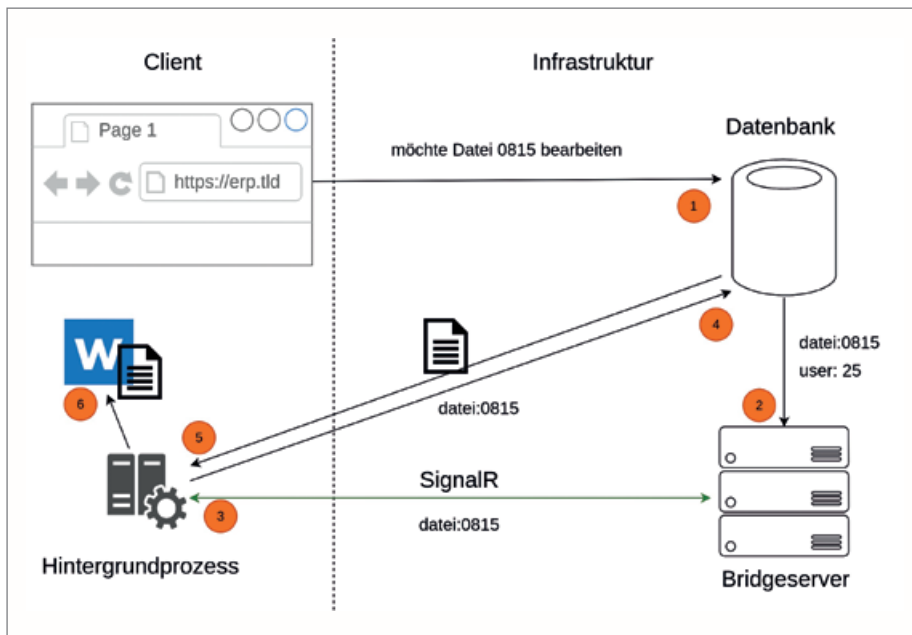 Client
Infrastruktur
Page 1
https://erp.tld
möchte Datei 0815 bearbeiten
Datenbank
1
4
datei:0815
user: 25
2
W
6
datei:0815
5
SignalR
3
datei:0815
Hintergrundprozess
Bridgeserver